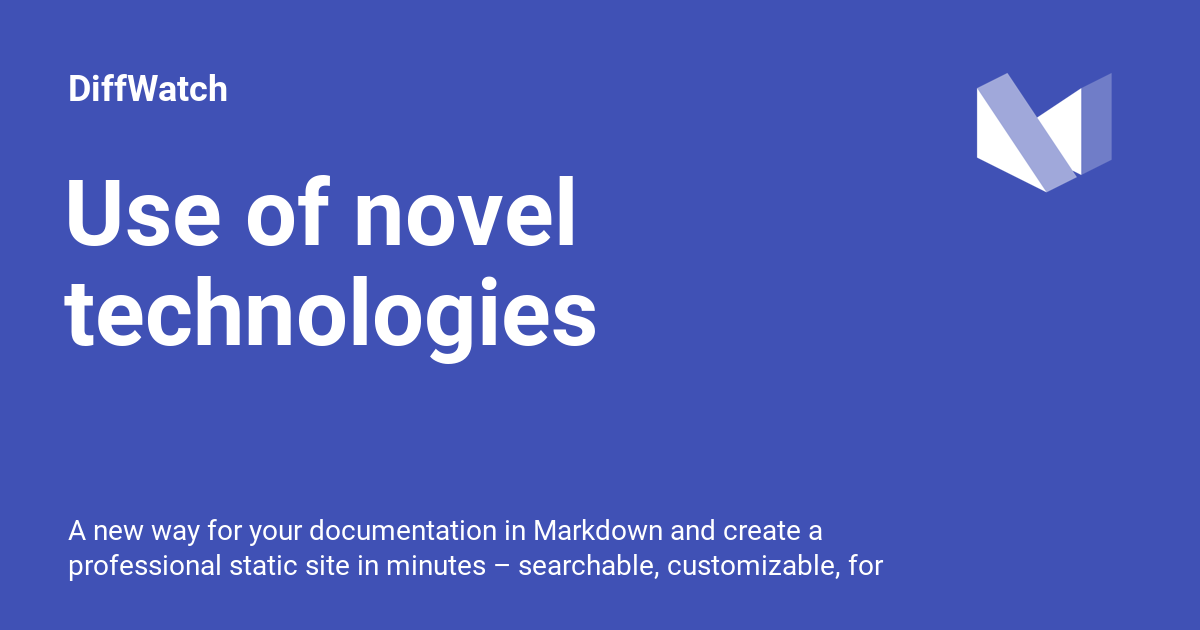 DiffWatch
Use of novel
technologies
A new way for your documentation in Markdown and create a
professional static site in minutes – searchable, customizable, for